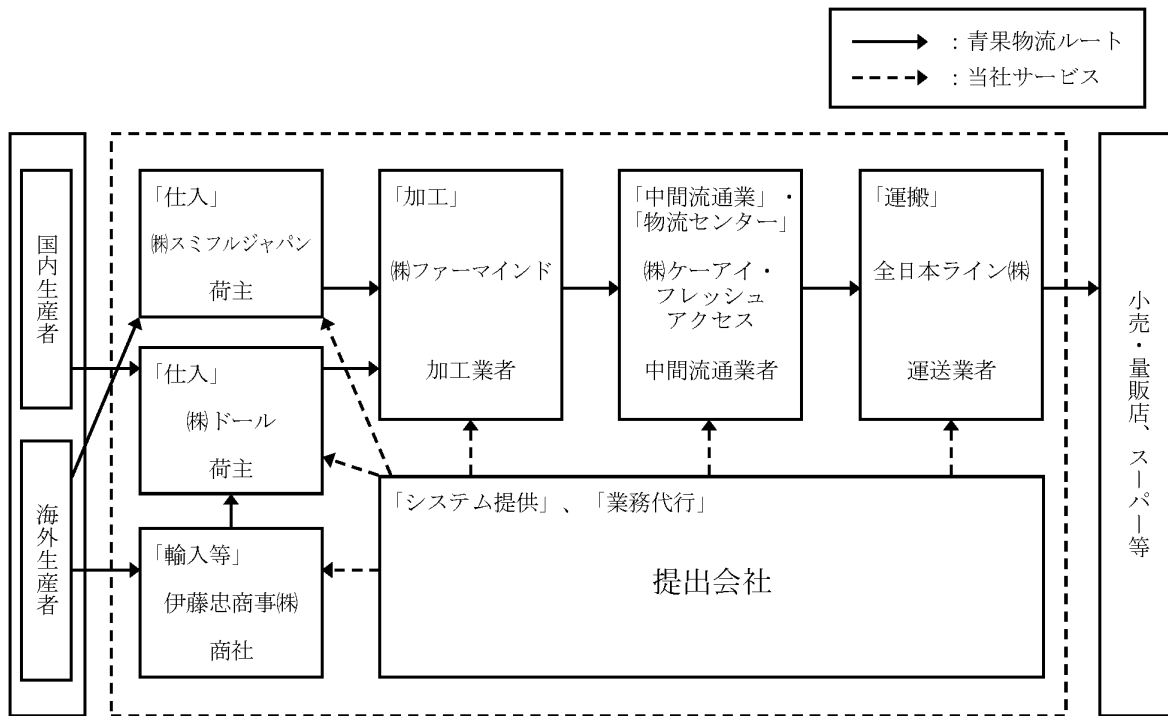 ：青果物流ルート
：当社サービス
国内生産者
海外生産者
「仕入」
㈱スミフルジャパン
荷主
「仕入」
㈱ドール
荷主
「輸入等」
伊藤忠商事㈱
商社
「加工」
㈱ファーマインド
加工業者
「中間流通業」・
「物流センター」
㈱ケーアイ・
フレッシュ
アクセス
中間流通業者
「運搬」
全日本ライン㈱
運送業者
「システム提供」、「業務代行」
提出会社
小売・量販店、スーパー等